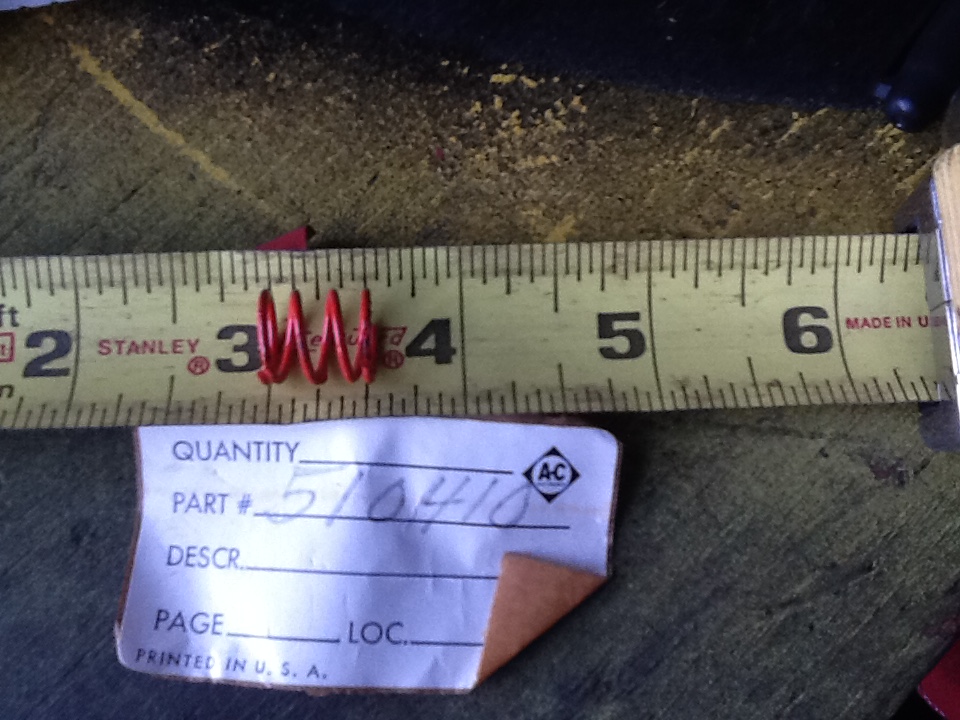 ft
2 STANLEY ® 3 ® 4 5 6 MADE IN U
QUANTITY
A-C
PART # 510410
DESCR.
PAGE LOC.
PRINTED IN U. S. A.